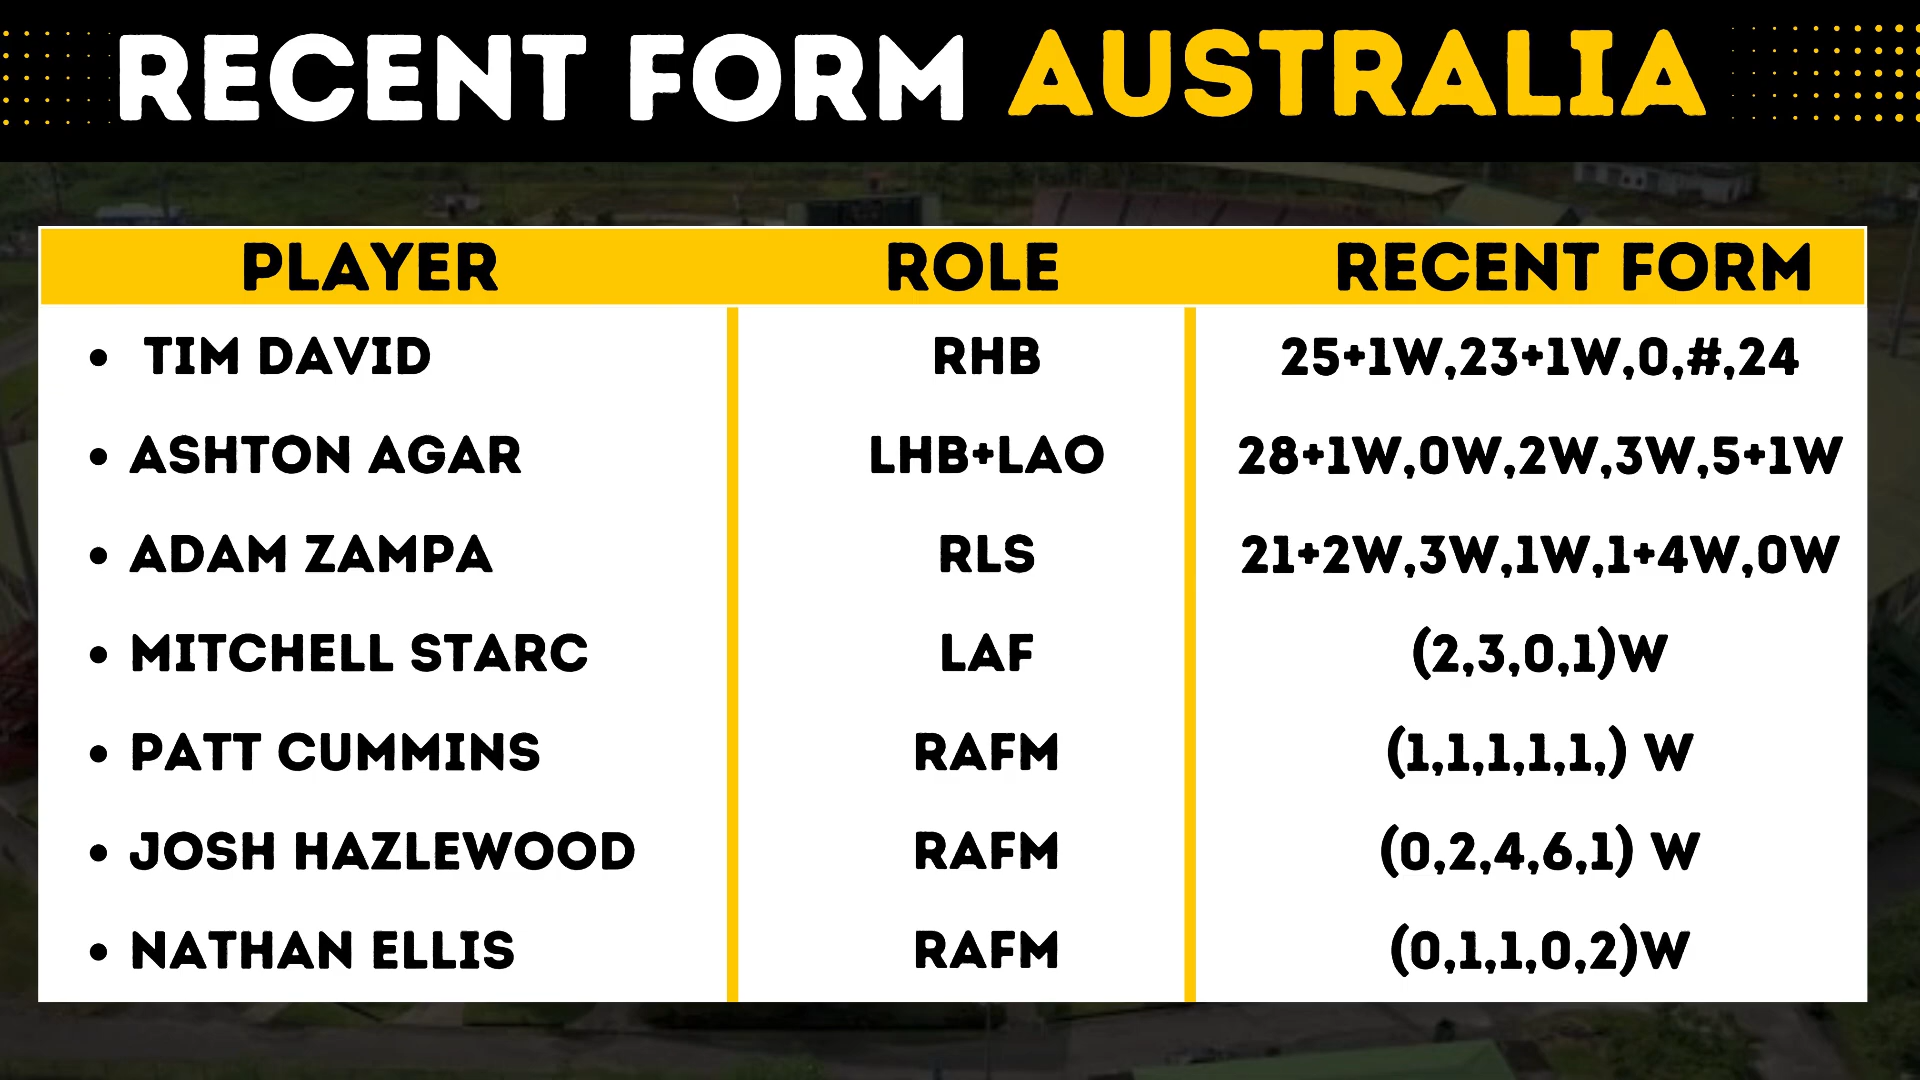 RECENT FORM AUSTRALIA
PLAYER ROLE RECENT FORM
• TIM DAVID RHB 25+1W,23+1W,0,#,24
• ASHTON AGAR LHB+LAO 28+1W,0W,2W,3W,5+1W
• ADAM ZAMPA RLS 21+2W,3W,1W,1+4W,0W
• MITCHELL STARC LAF (2,3,0,1)W
• PATT CUMMINS RAFM (1,1,1,1,1,) W
• JOSH HAZLEWOOD RAFM (0,2,4,6,1) W
• NATHAN ELLIS RAFM (0,1,1,0,2)W